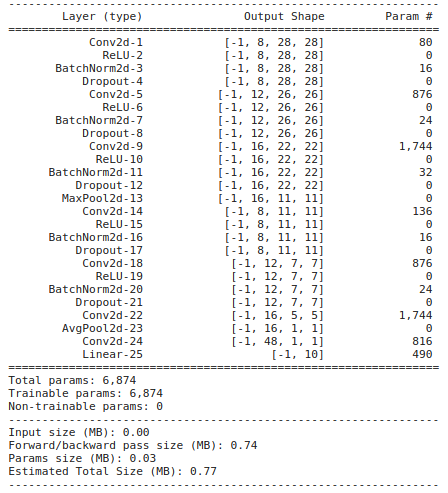 ----------------------------------------------------------------
Layer (type) Output Shape Param #
================================================================
Conv2d-1 [-1, 8, 28, 28] 80
ReLU-2 [-1, 8, 28, 28] 0
BatchNorm2d-3 [-1, 8, 28, 28] 16
Dropout-4 [-1, 8, 28, 28] 0
Conv2d-5 [-1, 12, 26, 26] 876
ReLU-6 [-1, 12, 26, 26] 0
BatchNorm2d-7 [-1, 12, 26, 26] 24
Dropout-8 [-1, 12, 26, 26] 0
Conv2d-9 [-1, 16, 22, 22] 1,744
ReLU-10 [-1, 16, 22, 22] 0
BatchNorm2d-11 [-1, 16, 22, 22] 32
Dropout-12 [-1, 16, 22, 22] 0
MaxPool2d-13 [-1, 16, 11, 11] 0
Conv2d-14 [-1, 8, 11, 11] 136
ReLU-15 [-1, 8, 11, 11] 0
BatchNorm2d-16 [-1, 8, 11, 11] 16
Dropout-17 [-1, 8, 11, 11] 0
Conv2d-18 [-1, 12, 7, 7] 876
ReLU-19 [-1, 12, 7, 7] 0
BatchNorm2d-20 [-1, 12, 7, 7] 24
Dropout-21 [-1, 12, 7, 7] 0
Conv2d-22 [-1, 16, 5, 5] 1,744
AvgPool2d-23 [-1, 16, 1, 1] 0
Conv2d-24 [-1, 48, 1, 1] 816
Linear-25 [-1, 10] 490
================================================================
Total params: 6,874
Trainable params: 6,874
Non-trainable params: 0
----------------------------------------------------------------
Input size (MB): 0.00
Forward/backward pass size (MB): 0.74
Params size (MB): 0.03
Estimated Total Size (MB): 0.77
----------------------------------------------------------------